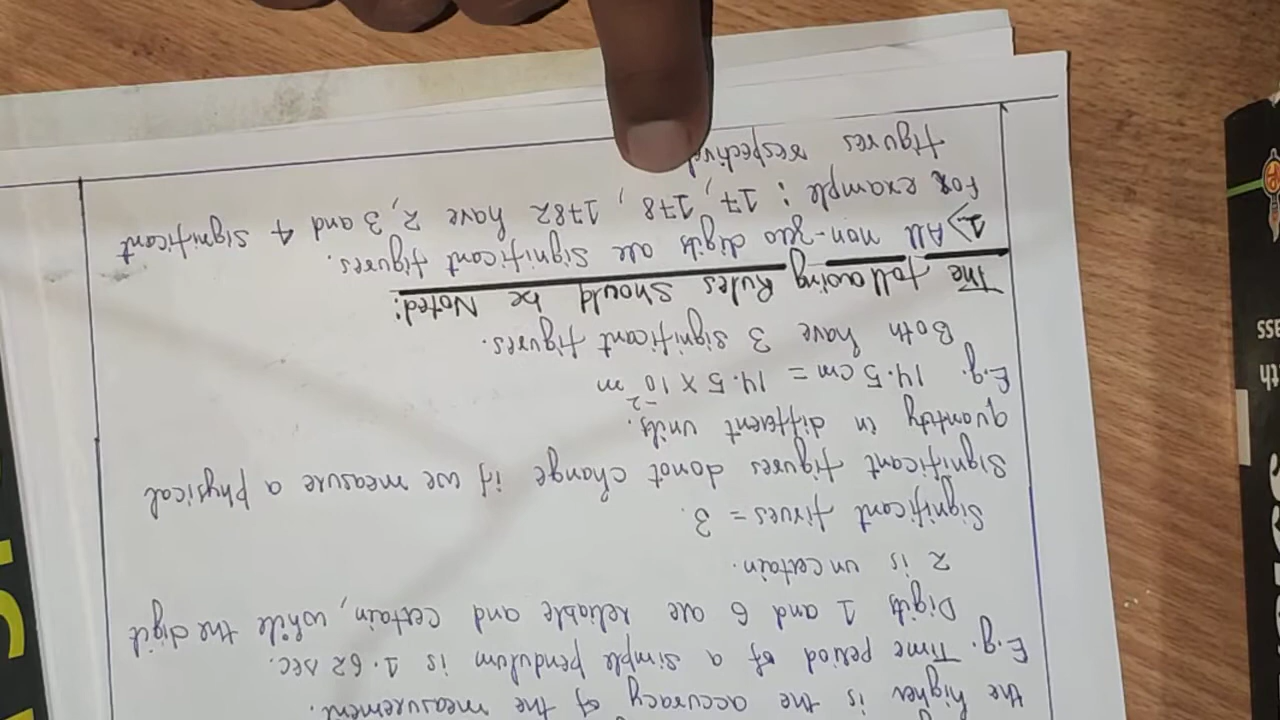 the higher is the accuracy of the measurement.
E.g. Time period of a simple pendulum is 1.62 sec.
Digits 1 and 6 are reliable and certain, while the digit
2 is uncertain.
Significant firues = 3.
Significant figures donot change if we measure a physical
quantity in different units.
E.g. 14.5 cm = 14.5 × 10⁻² m
Both have 3 significant figures.
The following Rules Should be Noted:
1> All non-zero digits are significant figures.
For example : 17, 178, 1782 have 2, 3 and 4 significant
figures